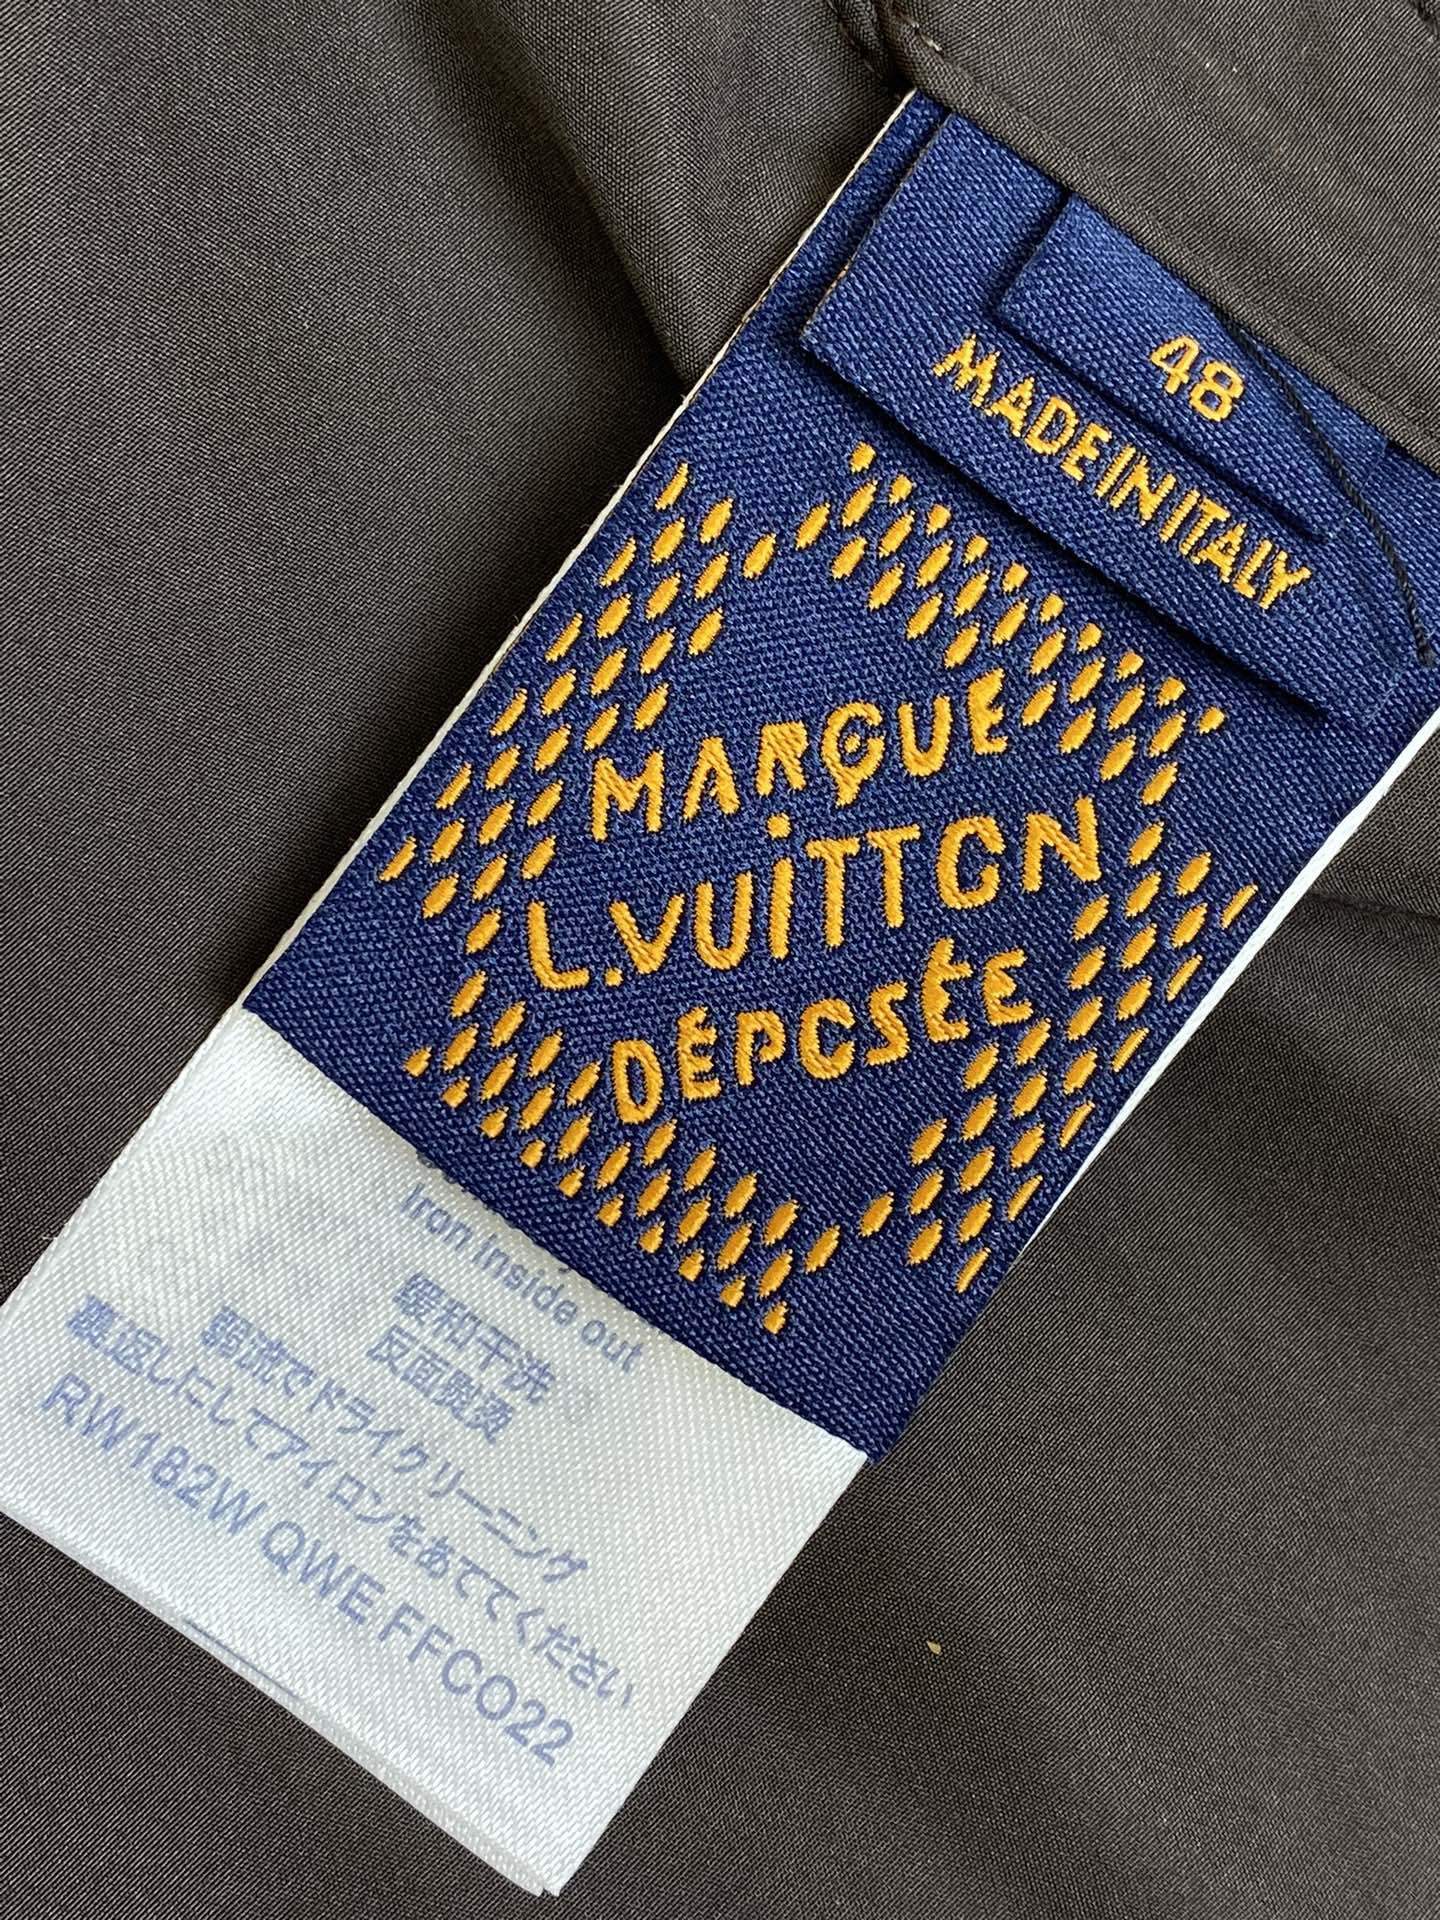 48
MADE IN ITALY
MARQUE
L.VUiTTON
DÉPOSÉE
Iron inside out
缓和干洗
反面熨烫
弱流でドライクリーニング
裏返しにしてアイロンをあててください
RW182W QWE FFCO22